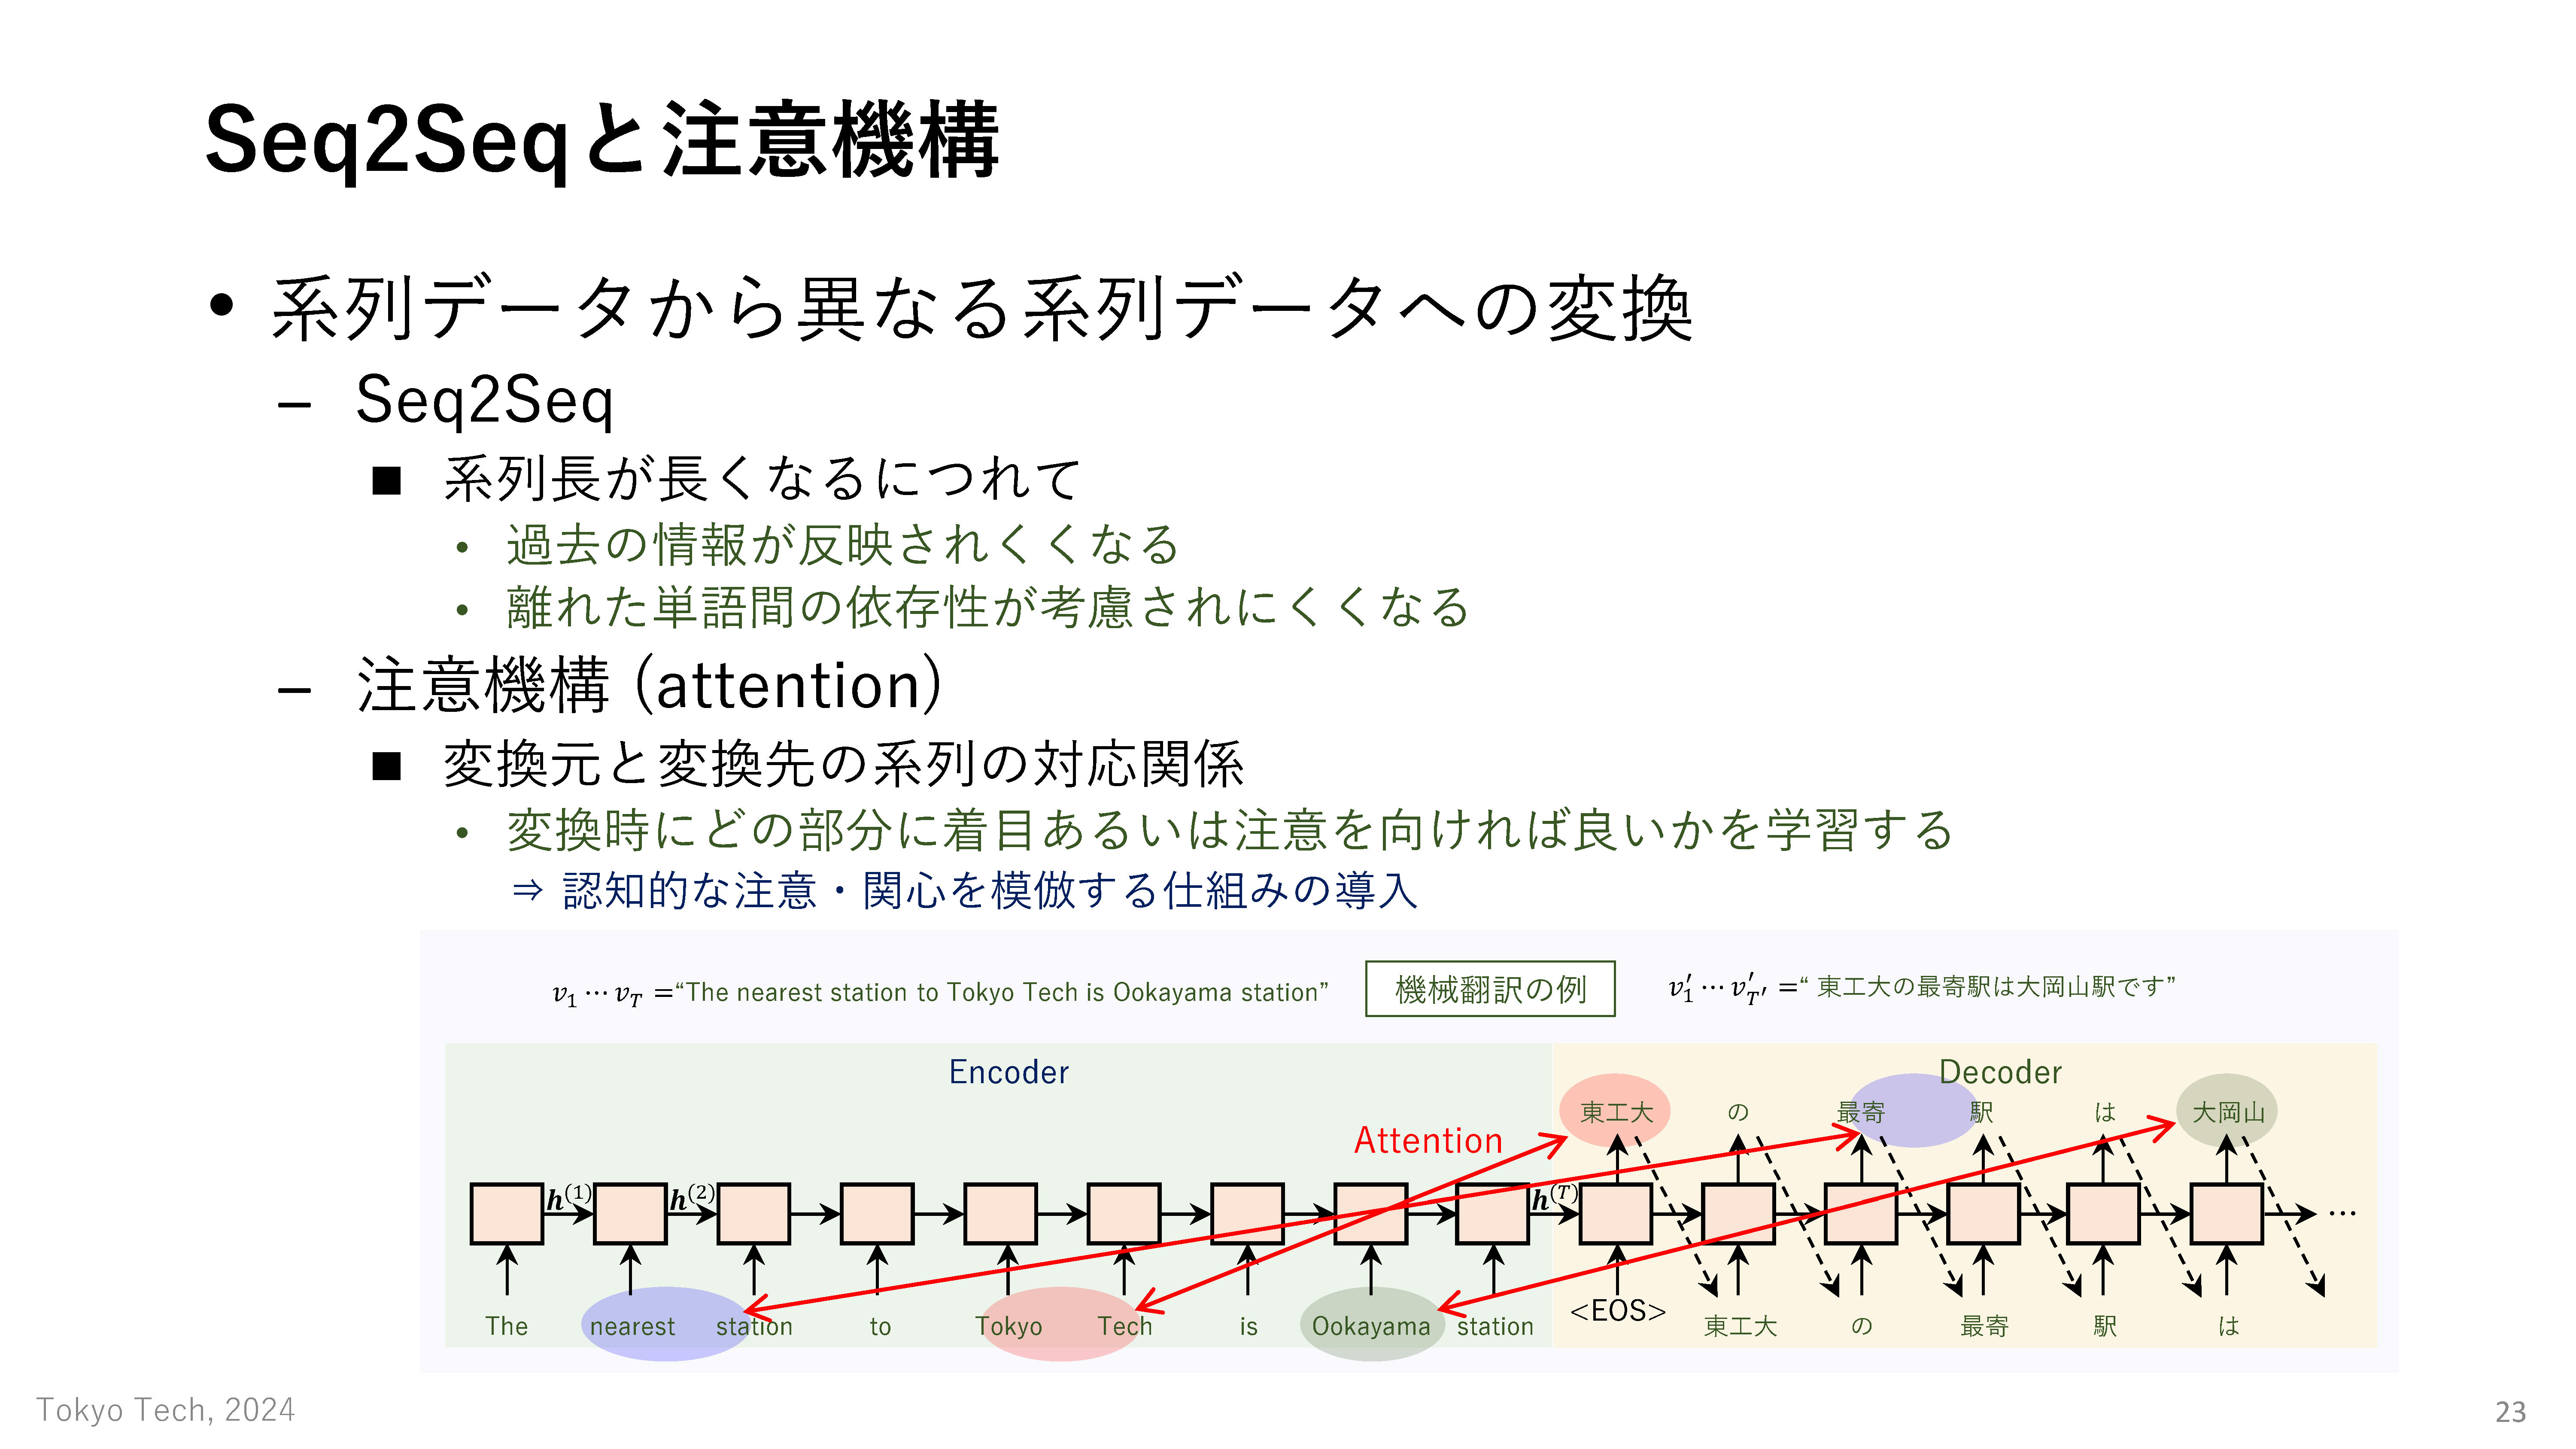 Seq2Seqと注意機構
• 系列データから異なる系列データへの変換
– Seq2Seq
■ 系列長が長くなるにつれて
• 過去の情報が反映されくくなる
• 離れた単語間の依存性が考慮されにくくなる
– 注意機構 (attention)
■ 変換元と変換先の系列の対応関係
• 変換時にどの部分に着目あるいは注意を向ければ良いかを学習する
⇒ 認知的な注意・関心を模倣する仕組みの導入
v₁ ⋯ v_T =“The nearest station to Tokyo Tech is Ookayama station”
機械翻訳の例
v′₁ ⋯ v′_T′ =“ 東工大の最寄駅は大岡山駅です”
Encoder
Decoder
東工大 の 最寄 駅 は 大岡山
Attention
h⁽¹⁾ h⁽²⁾ h⁽ᵀ⁾ …
The nearest station to Tokyo Tech is Ookayama station
<EOS> 東工大 の 最寄 駅 は
Tokyo Tech, 2024
23